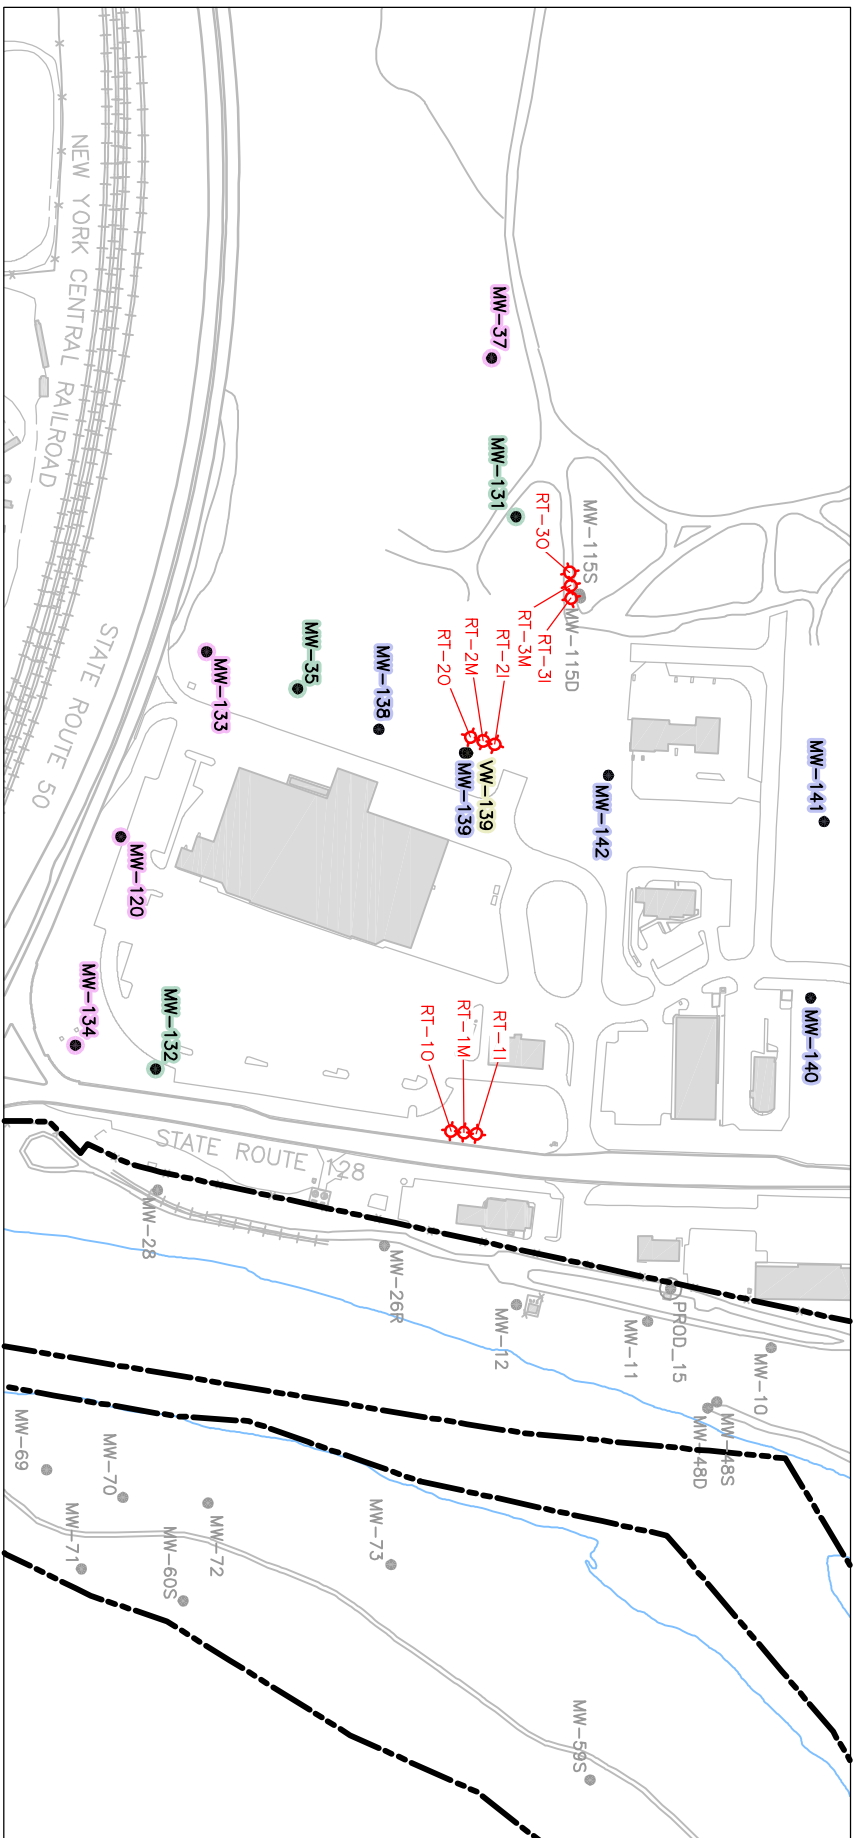 NEW YORK CENTRAL RAILROAD
STATE ROUTE 50
MW-37
MW-131
RT-30
MW-115S
MW-115D
RT-3M
RT-3I
MW-133
MW-35
MW-138
RT-20
RT-2M
RT-2I
VW-139
MW-139
MW-142
MW-141
MW-120
MW-134
MW-132
RT-10
RT-1M
RT-1I
MW-140
STATE ROUTE 128
MW-28
MW-26R
MW-12
MW-11
PROD_15
MW-10
MW-48S
MW-48D
MW-69
MW-70
MW-71
MW-72
MW-60S
MW-73
MW-59S